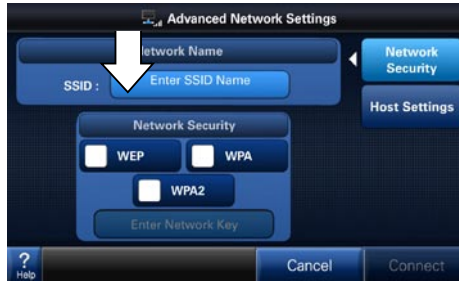 Advanced Network Settings
Network Name
SSID :
Enter SSID Name
Network Security
WEP
WPA
WPA2
Enter Network Key
Network
Security
Host Settings
?
Help
Cancel
Connect